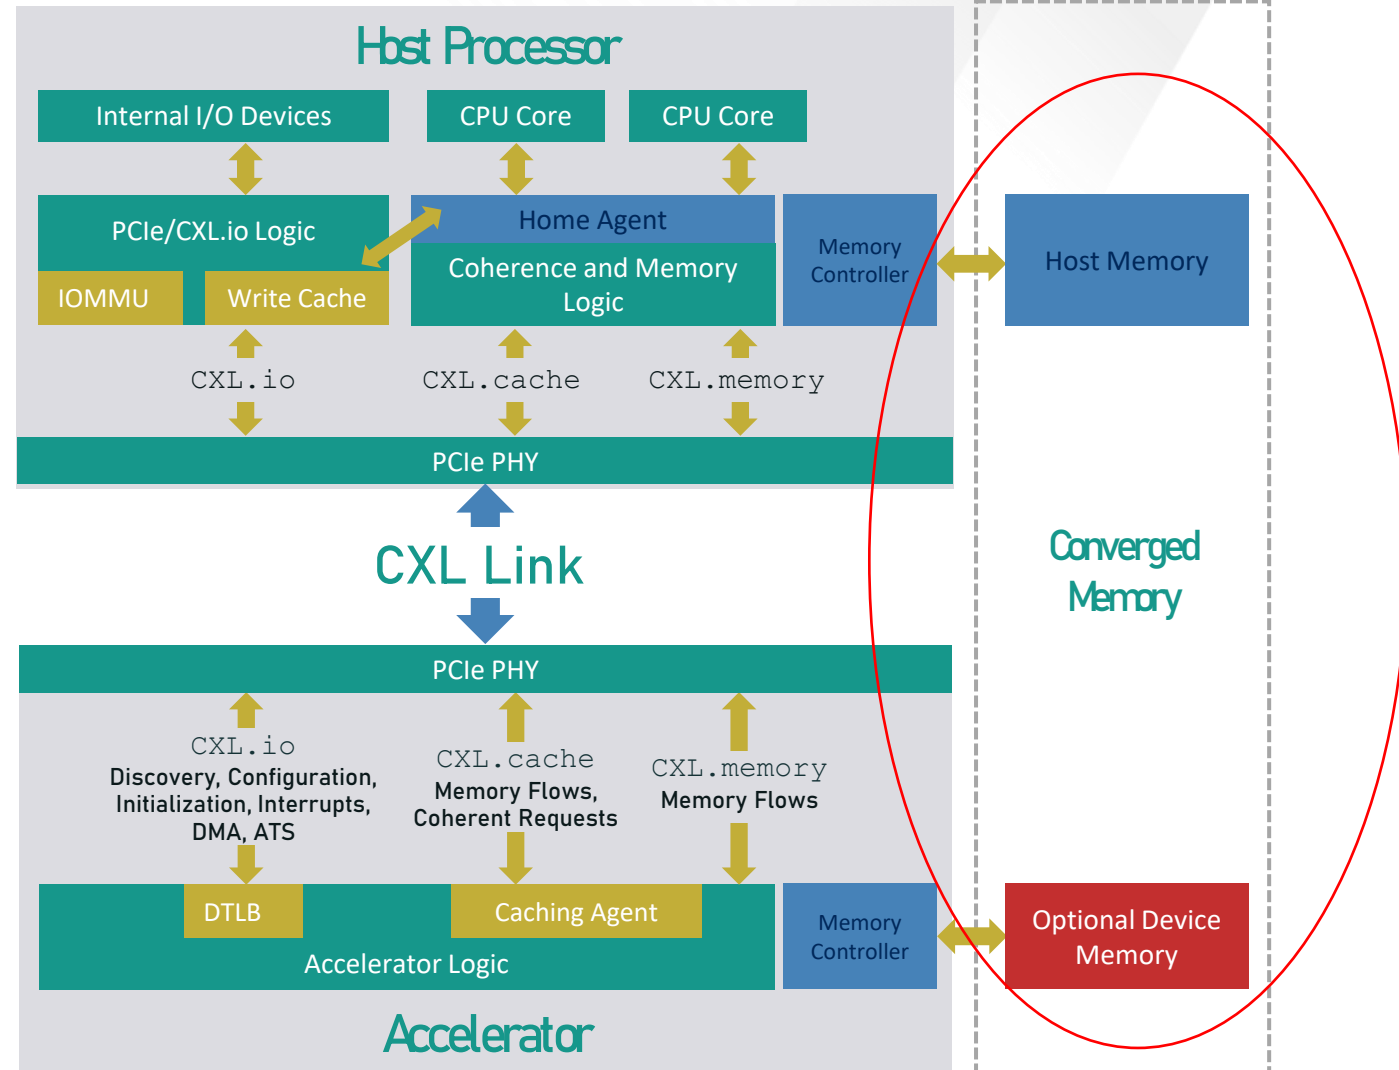 Host Processor
Internal I/O Devices
CPU Core
CPU Core
PCIe/CXL.io Logic
IOMMU
Write Cache
Home Agent
Coherence and Memory
Logic
Memory
Controller
Host Memory
CXL.io
CXL.cache
CXL.memory
PCIe PHY
CXL Link
Converged
Memory
PCIe PHY
CXL.io
Discovery, Configuration,
Initialization, Interrupts,
DMA, ATS
CXL.cache
Memory Flows,
Coherent Requests
CXL.memory
Memory Flows
DTLB
Caching Agent
Accelerator Logic
Memory
Controller
Optional Device
Memory
Accelerator